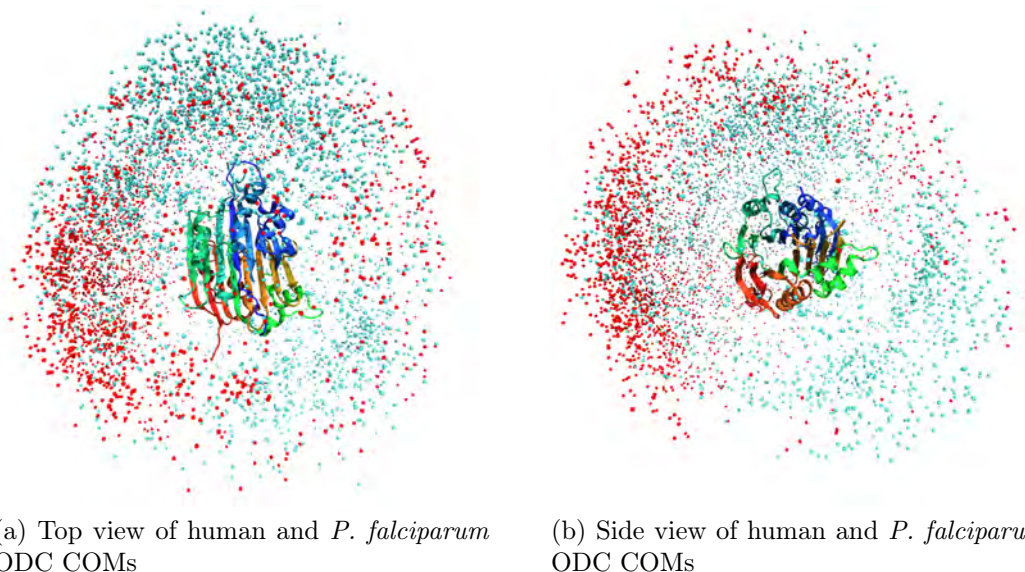 a) Top view of human and P. falciparum
ODC COMs
(b) Side view of human and P. falciparu
ODC COMs